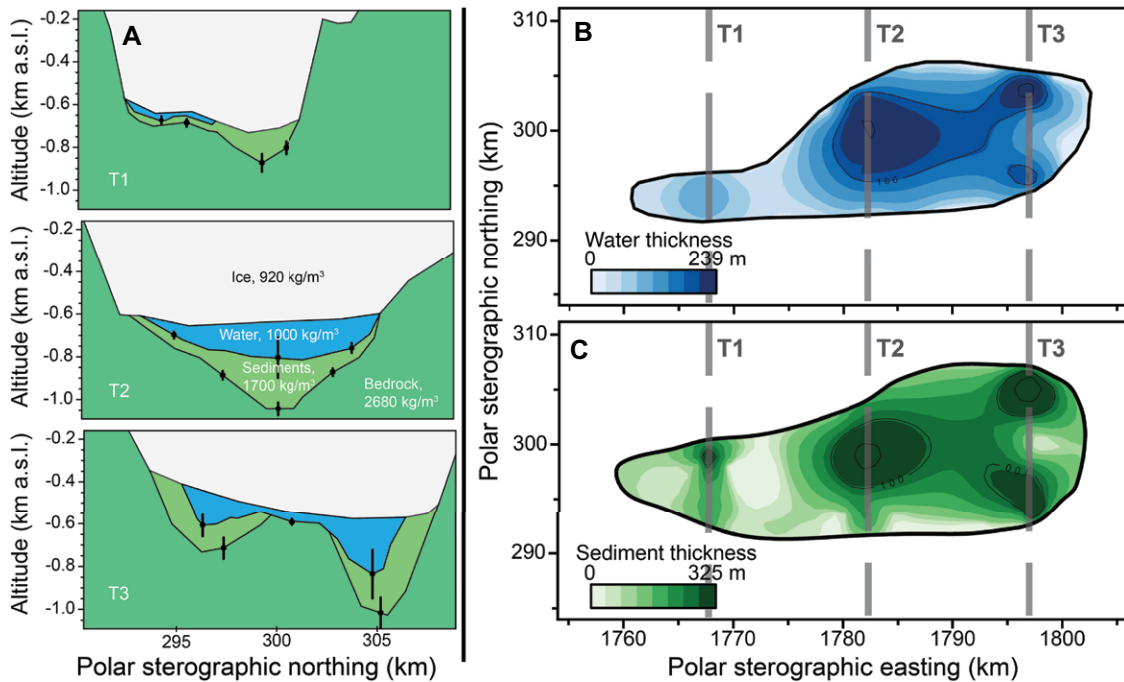 A
Altitude (km a.s.l.)
-0.2
-0.4
-0.6
-0.8
-1.0
T1
Altitude (km a.s.l.)
-0.2
-0.4
-0.6
-0.8
-1.0
Ice, 920 kg/m³
Water, 1000 kg/m³
Sediments,
1700 kg/m³
Bedrock,
2680 kg/m³
T2
Altitude (km a.s.l.)
-0.2
-0.4
-0.6
-0.8
-1.0
T3
295 300 305
Polar sterographic northing (km)
B
T1 T2 T3
310
300
290
100
Water thickness
0 239 m
Polar sterographic northing (km)
C
T1 T2 T3
310
300
290
100
100
Sediment thickness
0 325 m
1760 1770 1780 1790 1800
Polar sterographic easting (km)